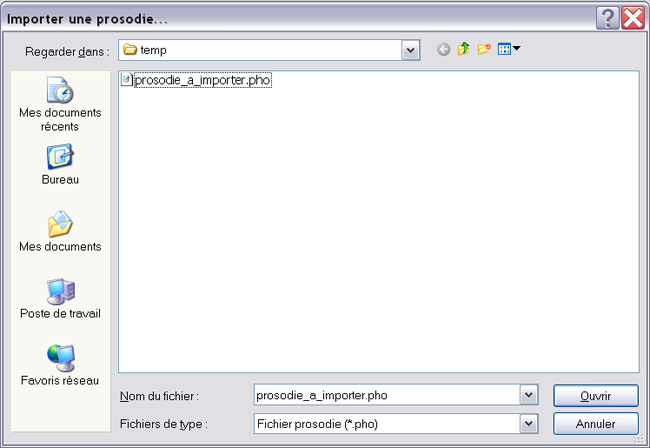 Importer une prosodie...
Regarder dans : temp
prosodie_a_importer.pho
Mes documents
récents
Bureau
Mes documents
Poste de travail
Favoris réseau
Nom du fichier : prosodie_a_importer.pho Ouvrir
Fichiers de type : Fichier prosodie (*.pho) Annuler